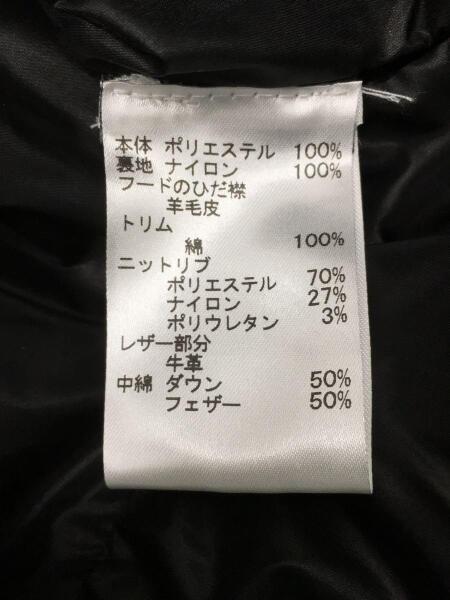 本体 ポリエステル 100%
裏地 ナイロン 100%
フードのひだ襟
羊毛皮
トリム
綿 100%
ニットリブ
ポリエステル 70%
ナイロン 27%
ポリウレタン 3%
レザー部分
牛革
中綿 ダウン 50%
フェザー 50%